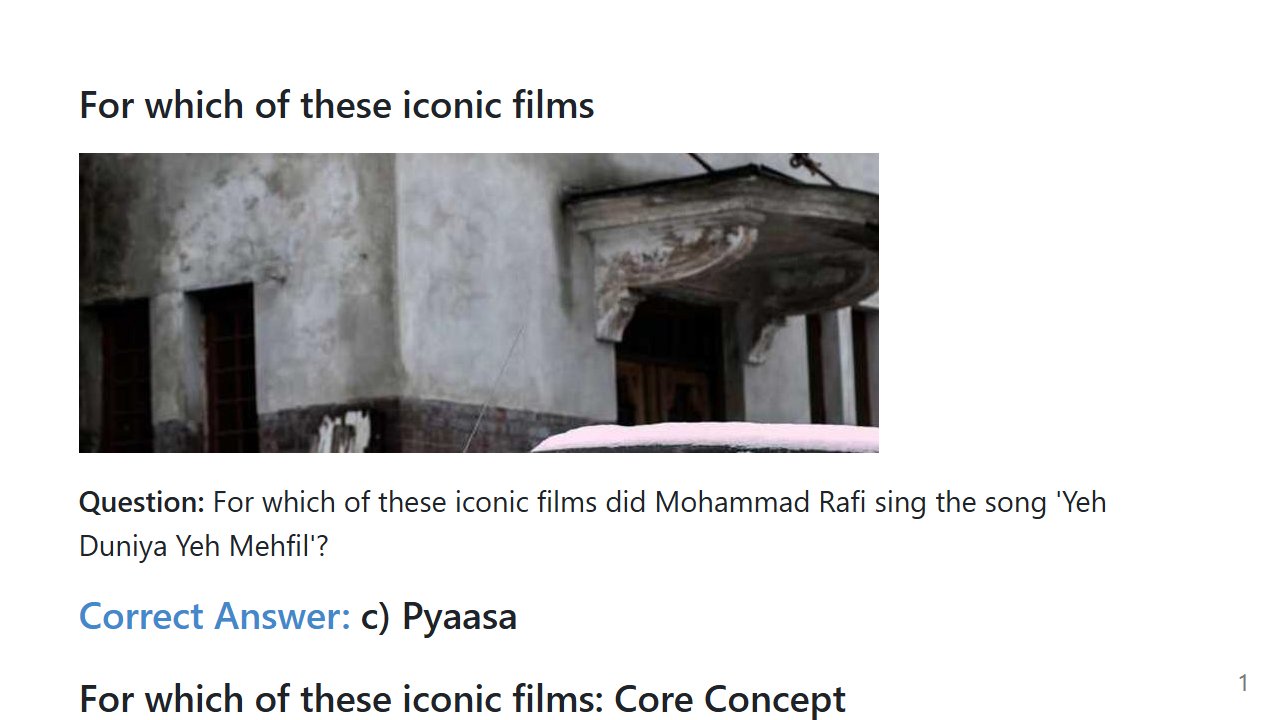 For which of these iconic films
Question: For which of these iconic films did Mohammad Rafi sing the song 'Yeh
Duniya Yeh Mehfil'?
Correct Answer: c) Pyaasa
For which of these iconic films: Core Concept
1